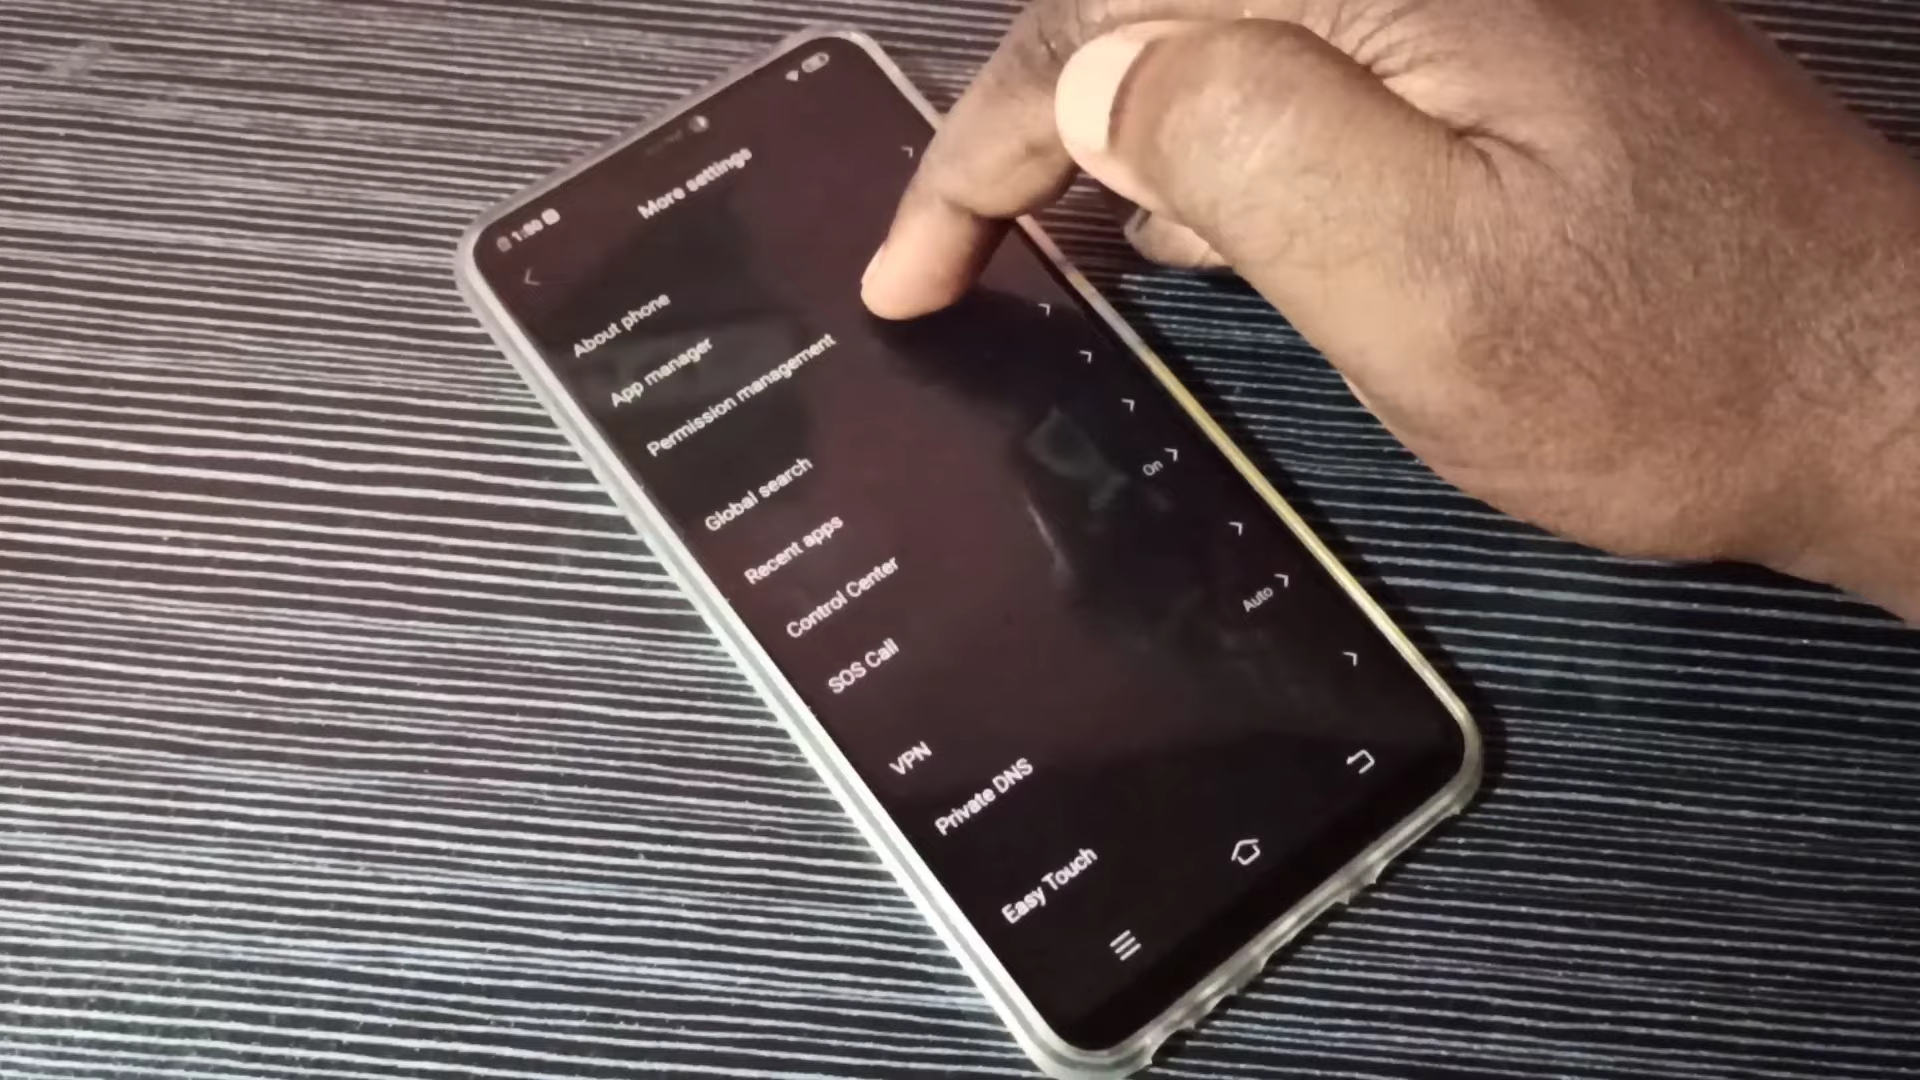 More settings
About phone
App manager
Permission management
Global search
Recent apps
Control Center
On
SOS Call
VPN
Private DNS
Auto
Easy Touch